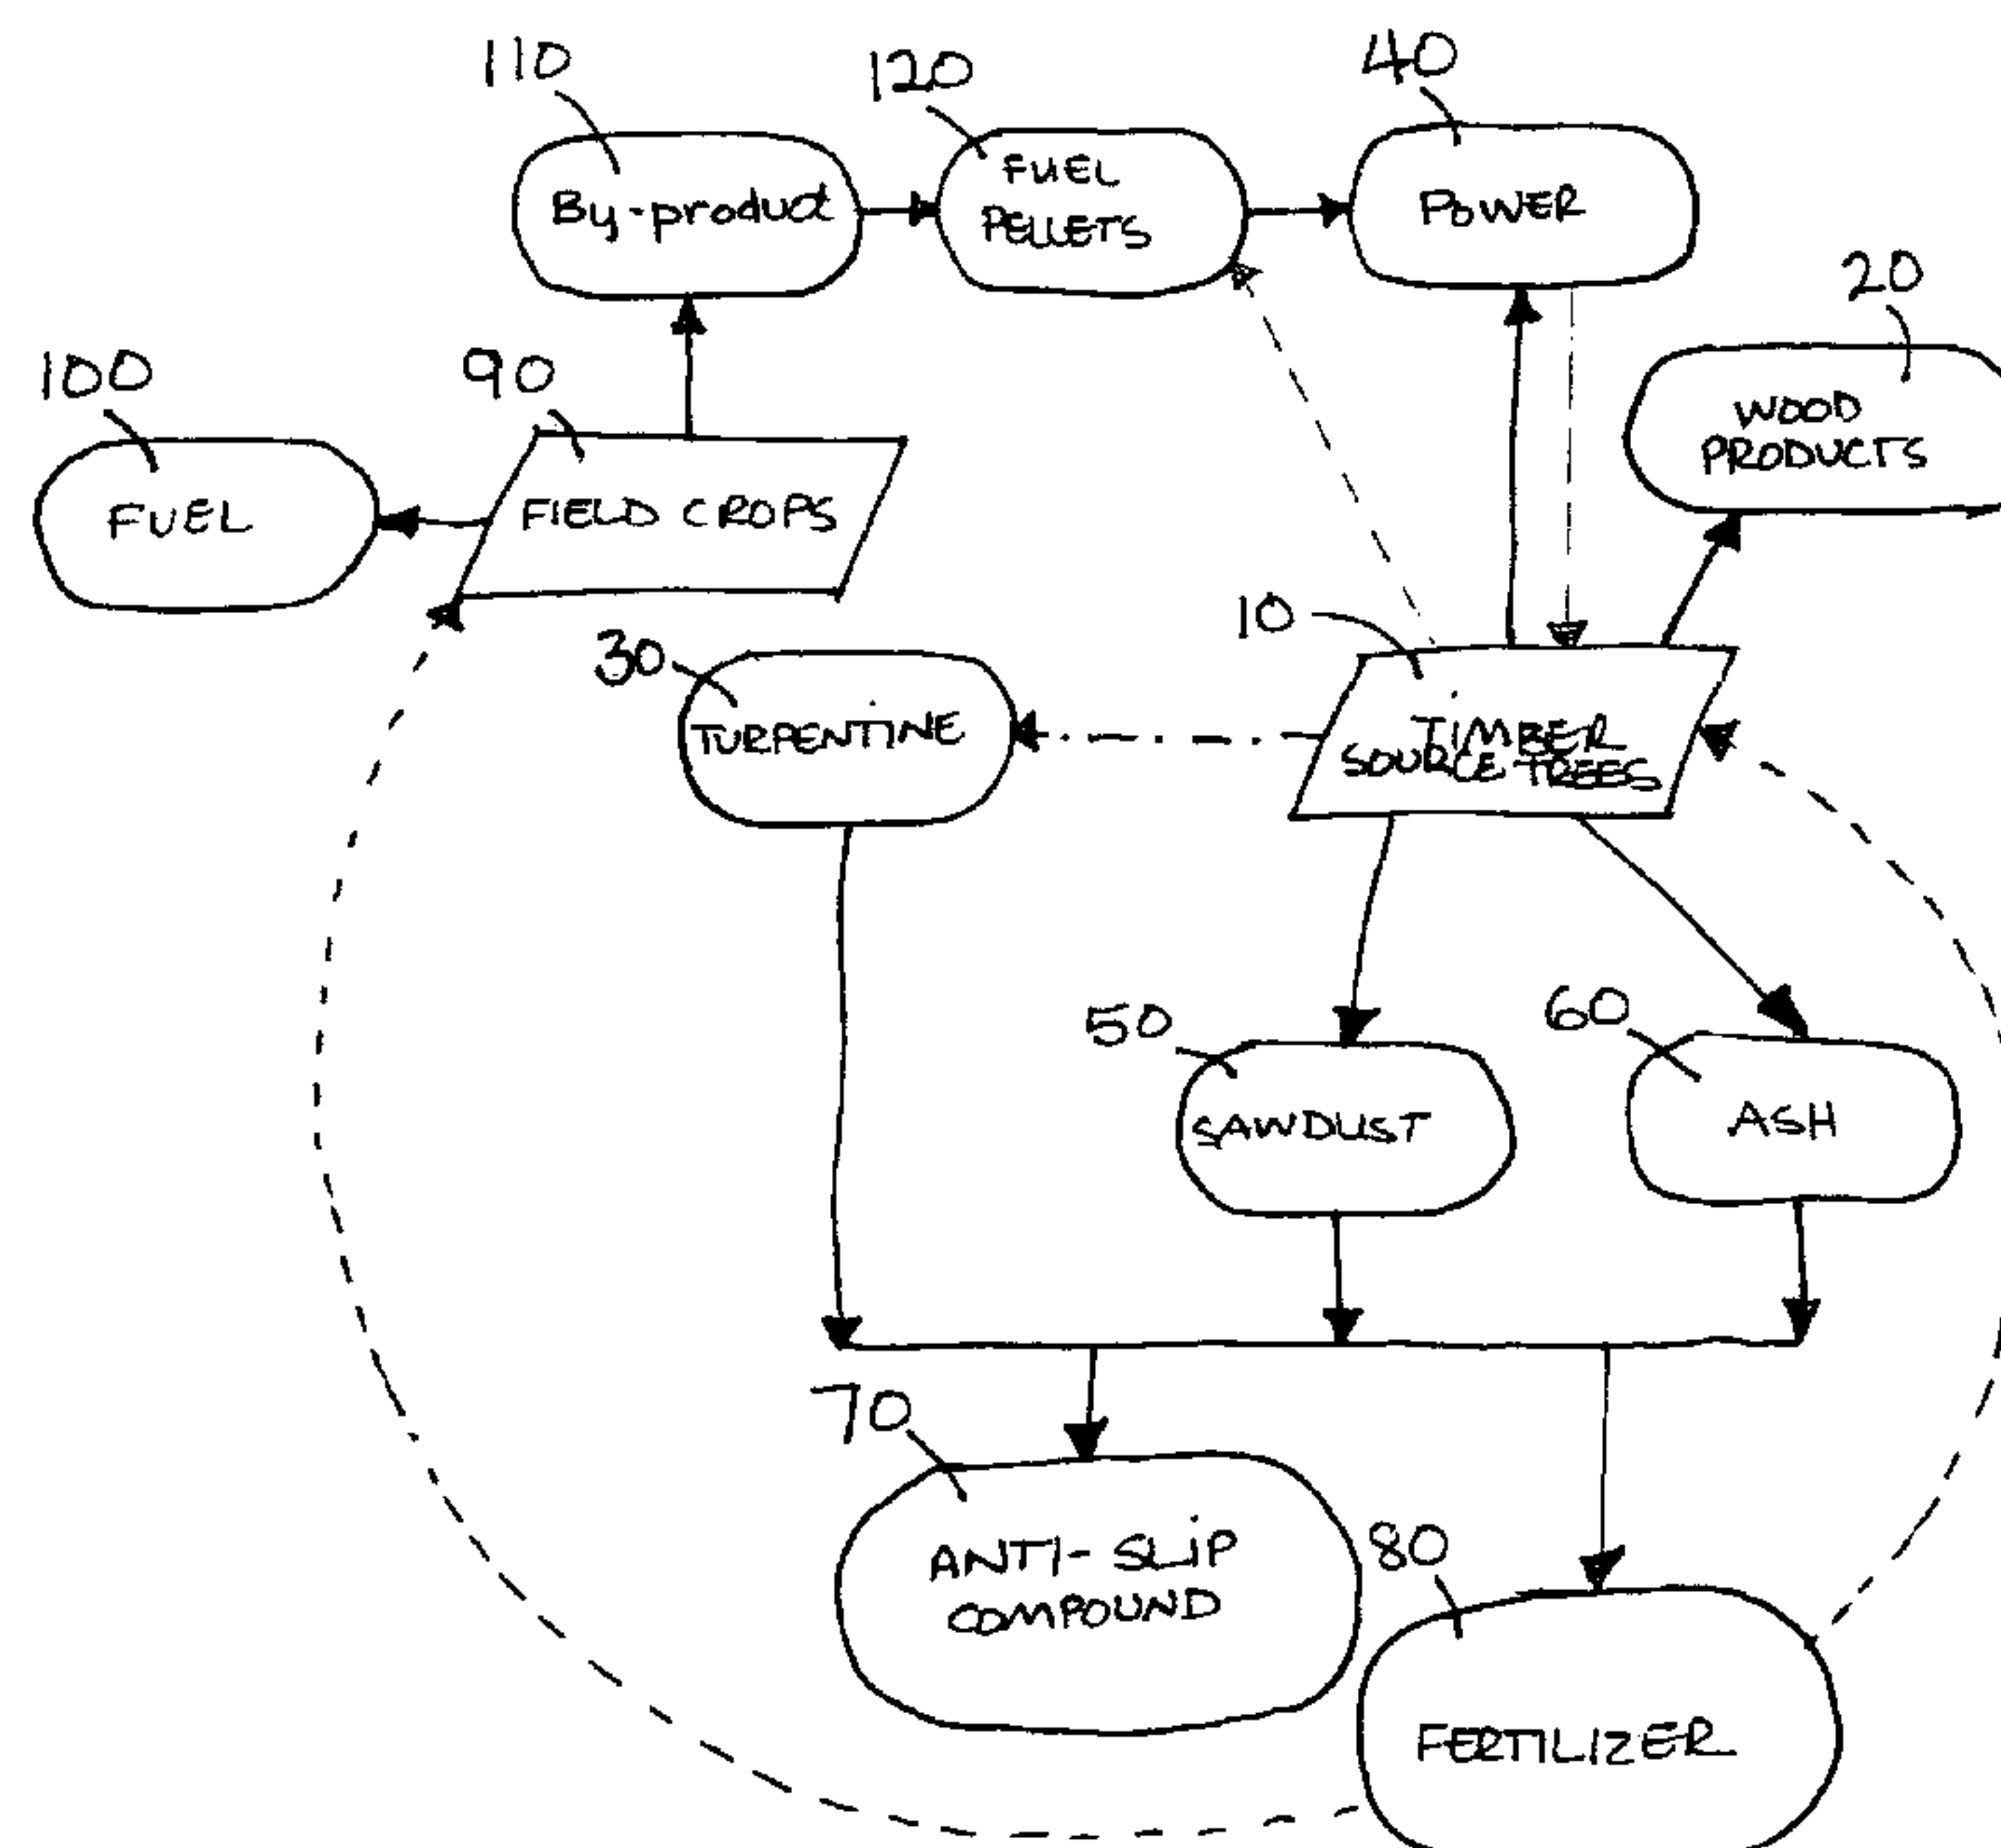 110
120
40
By-product
FUEL
PELLETS
POWER
20
100
90
WOOD
PRODUCTS
FUEL
FIELD CROPS
10
30
TURPENTINE
TIMBER
SOURCE TREES
50
60
SAWDUST
ASH
70
ANTI-SLIP
COMPOUND
80
FERTILIZER